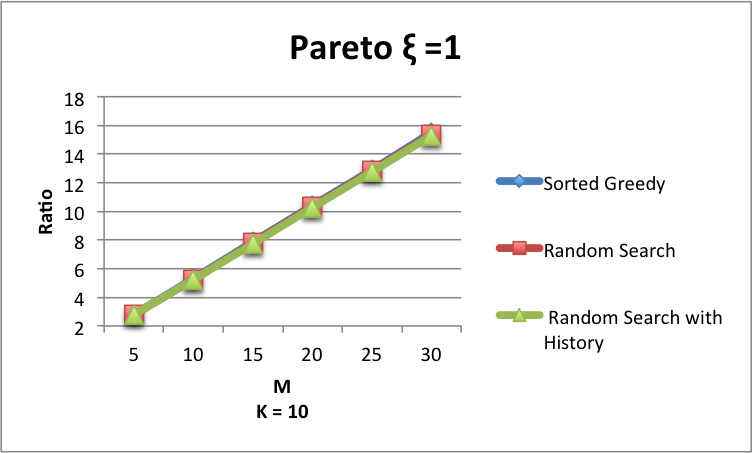 Pareto ξ =1
18
16
14
12
10
8
6
4
2
Ratio
5 10 15 20 25 30
M
K = 10
Sorted Greedy
Random Search
Random Search with
History